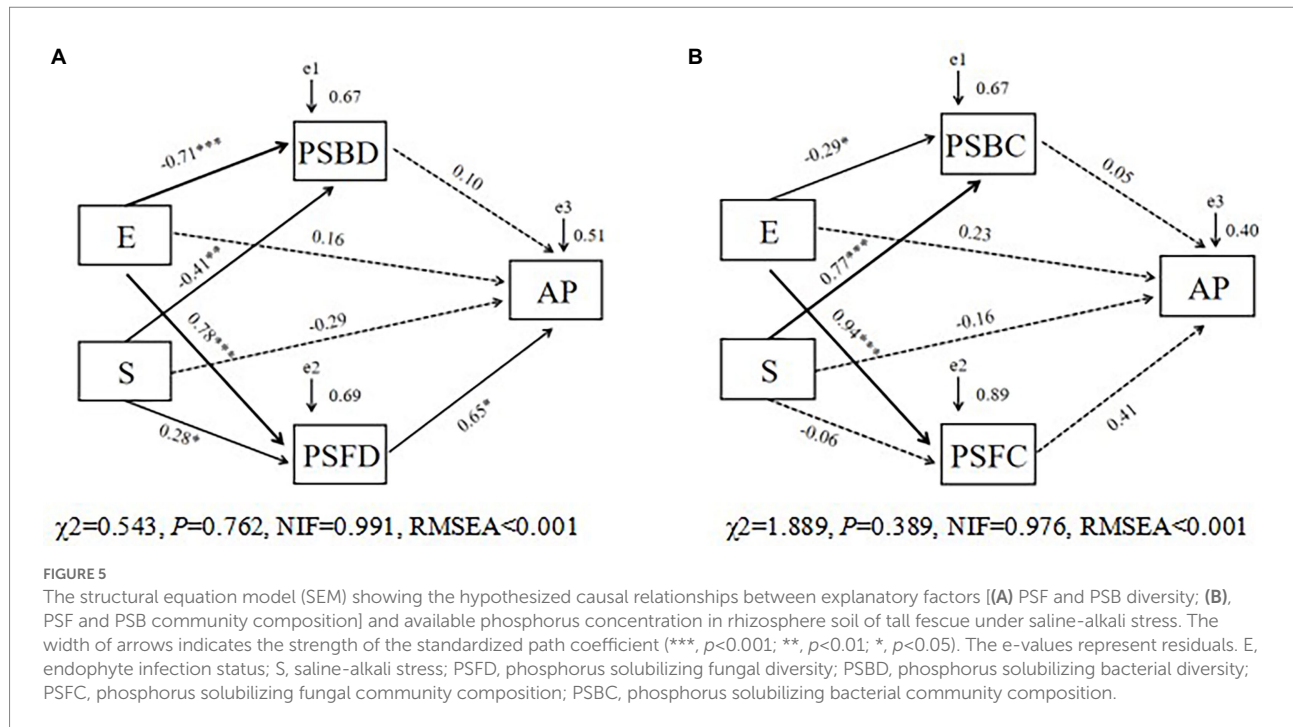 A
e1
0.67
PSBD
-0.71***
0.10
E
0.16
e3
0.51
-0.41**
AP
0.78***
-0.29
S
e2
0.69
0.28*
0.65*
PSFD
χ2=0.543, P=0.762, NIF=0.991, RMSEA<0.001
B
e1
0.67
PSBC
-0.29*
0.05
E
0.23
e3
0.40
0.77***
AP
0.94***
-0.16
S
e2
0.89
-0.06
0.41
PSFC
χ2=1.889, P=0.389, NIF=0.976, RMSEA<0.001
FIGURE 5
The structural equation model (SEM) showing the hypothesized causal relationships between explanatory factors [(A) PSF and PSB diversity; (B),
PSF and PSB community composition] and available phosphorus concentration in rhizosphere soil of tall fescue under saline-alkali stress. The
width of arrows indicates the strength of the standardized path coefficient (***, p<0.001; **, p<0.01; *, p<0.05). The e-values represent residuals. E,
endophyte infection status; S, saline-alkali stress; PSFD, phosphorus solubilizing fungal diversity; PSBD, phosphorus solubilizing bacterial diversity;
PSFC, phosphorus solubilizing fungal community composition; PSBC, phosphorus solubilizing bacterial community composition.